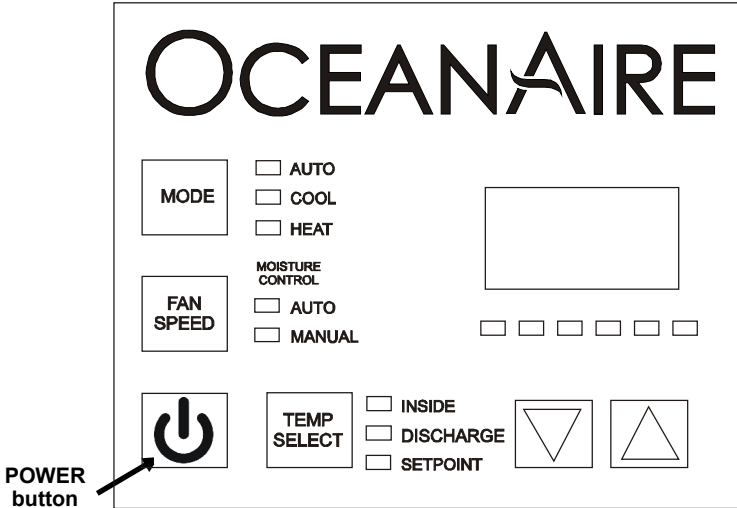 OCEANAIRE
MODE
AUTO
COOL
HEAT
FAN
SPEED
MOISTURE
CONTROL
AUTO
MANUAL
TEMP
SELECT
INSIDE
DISCHARGE
SETPOINT
POWER
button